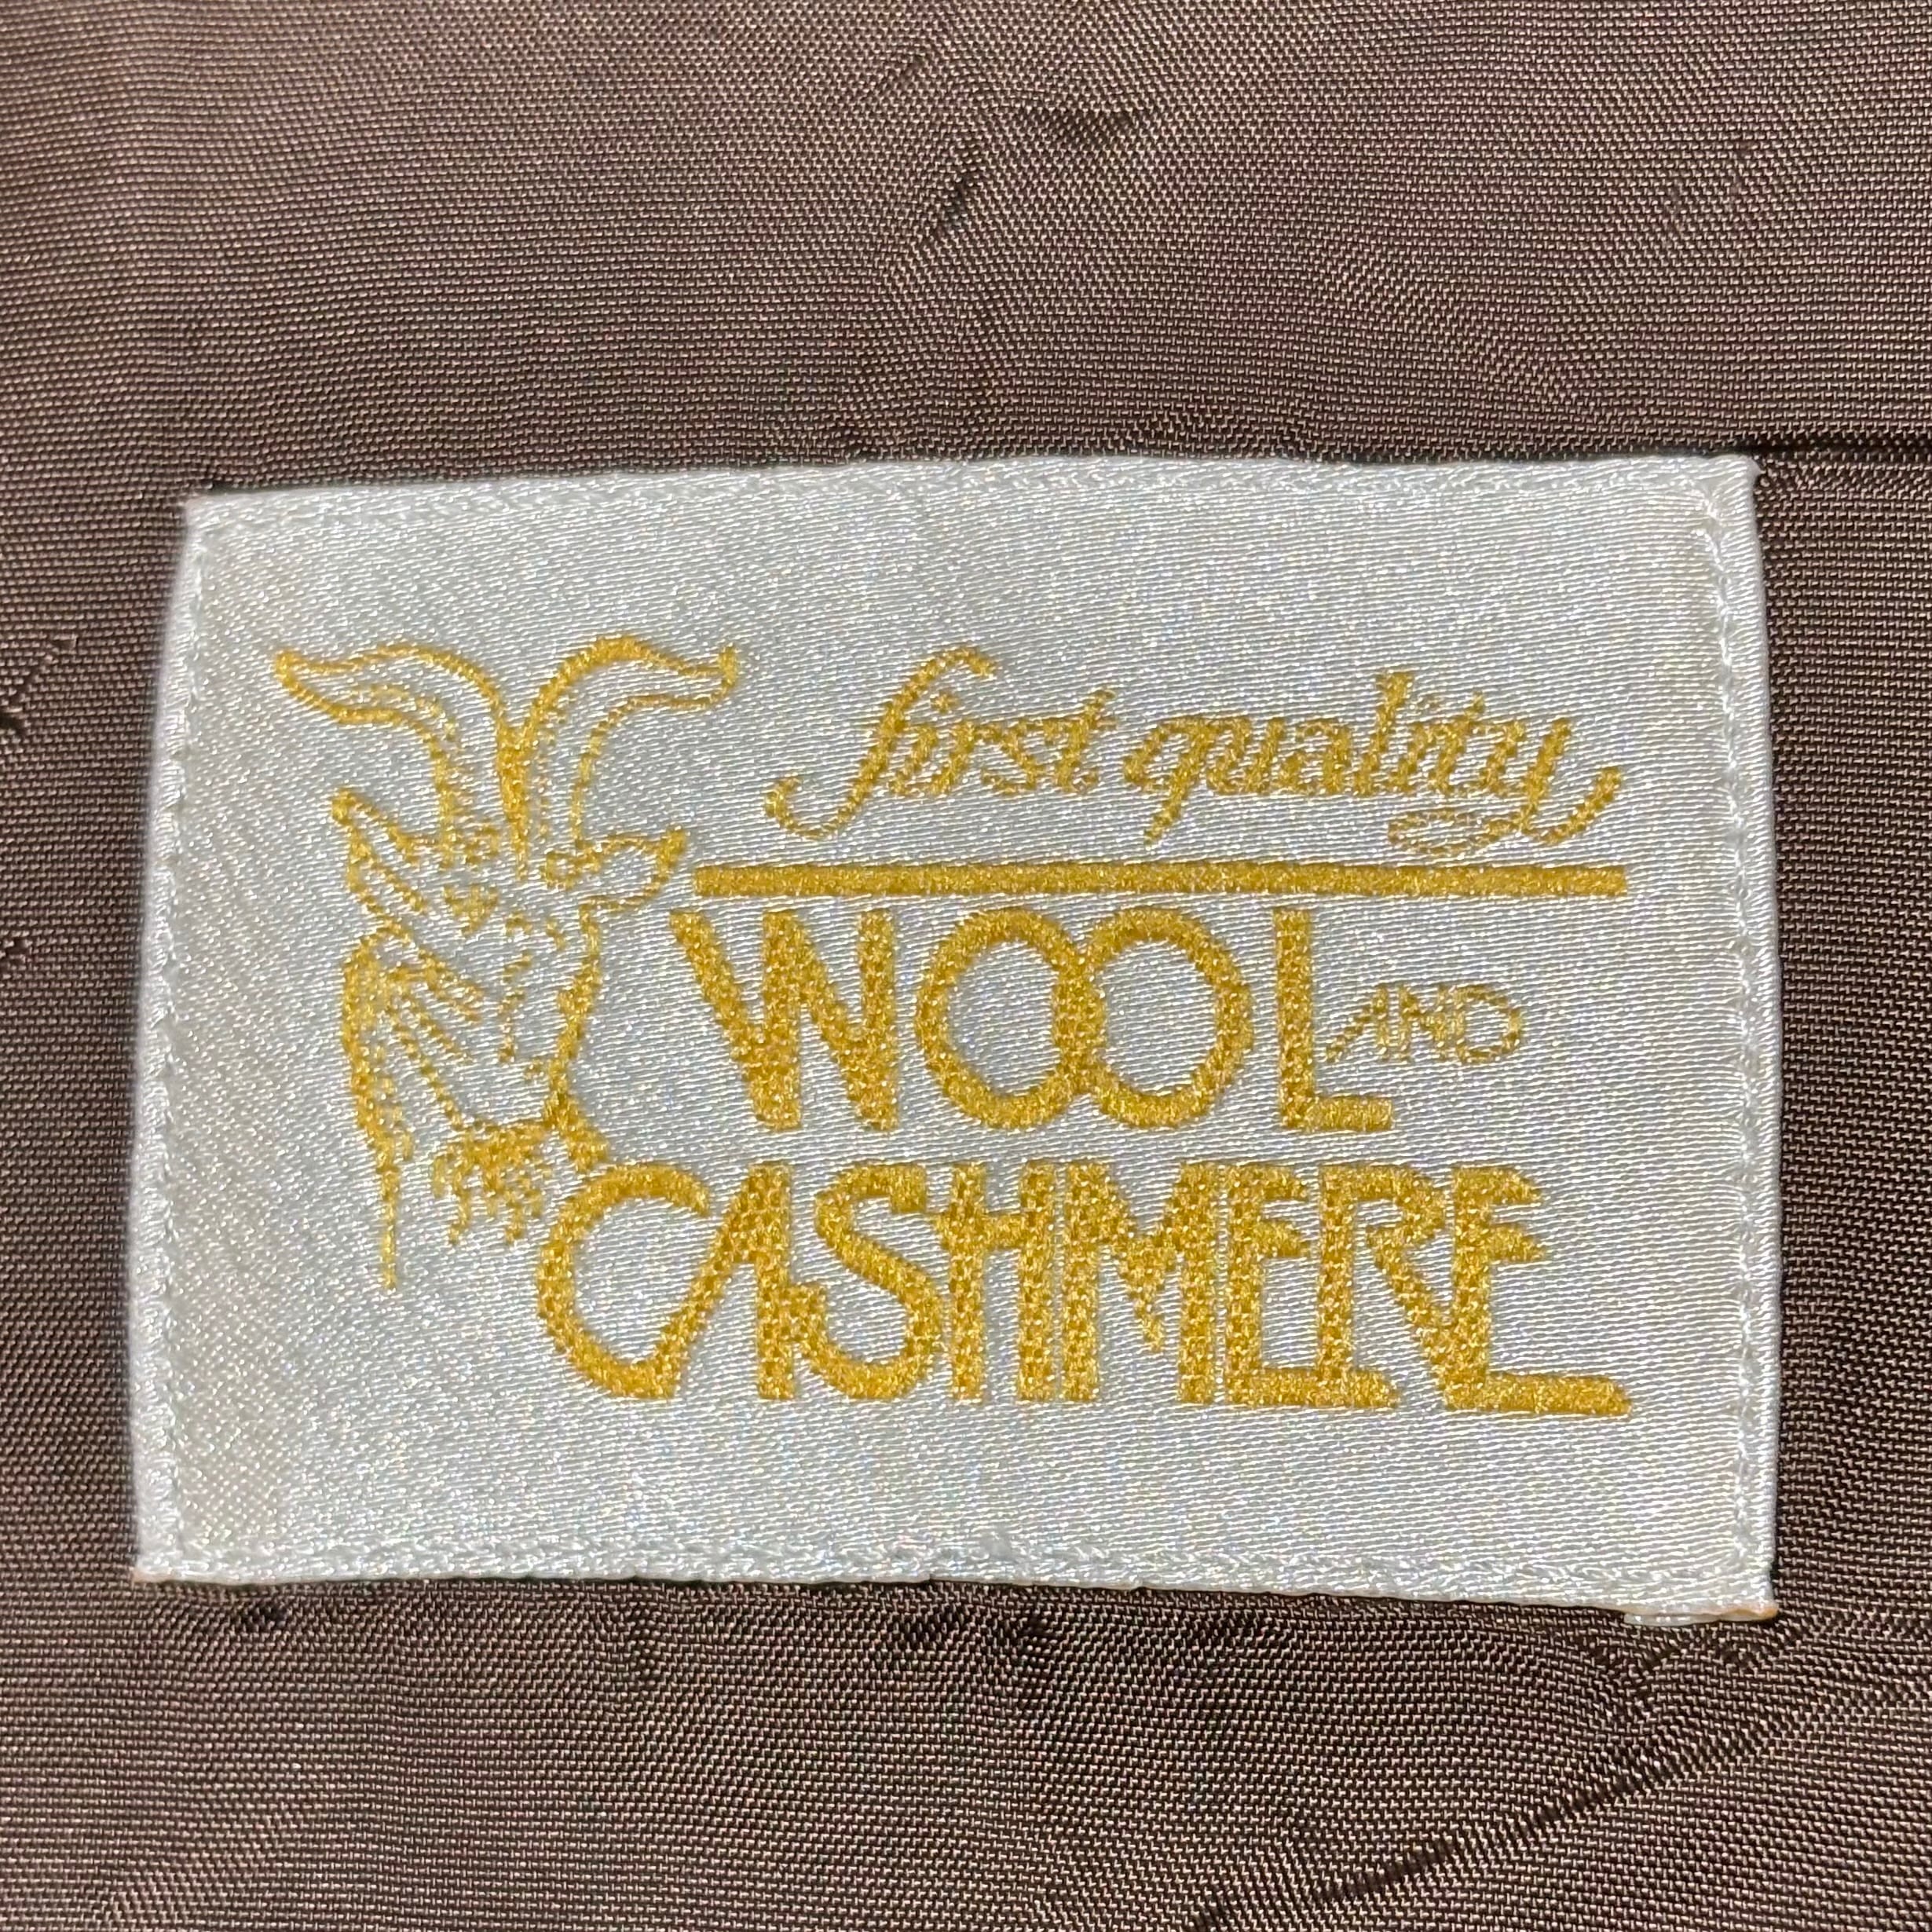 first quality
WOOL AND
CASHMERE